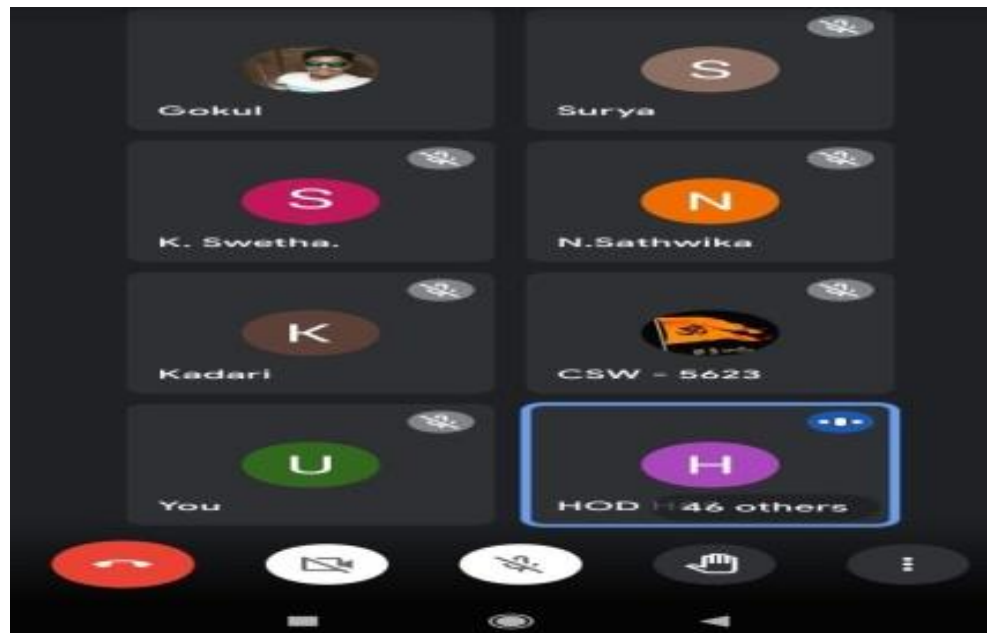 Gokul
S
Surya
S
K. Swetha.
N
N.Sathwika
K
Kadari
CSW - 5623
U
You
H
HOD 46 others